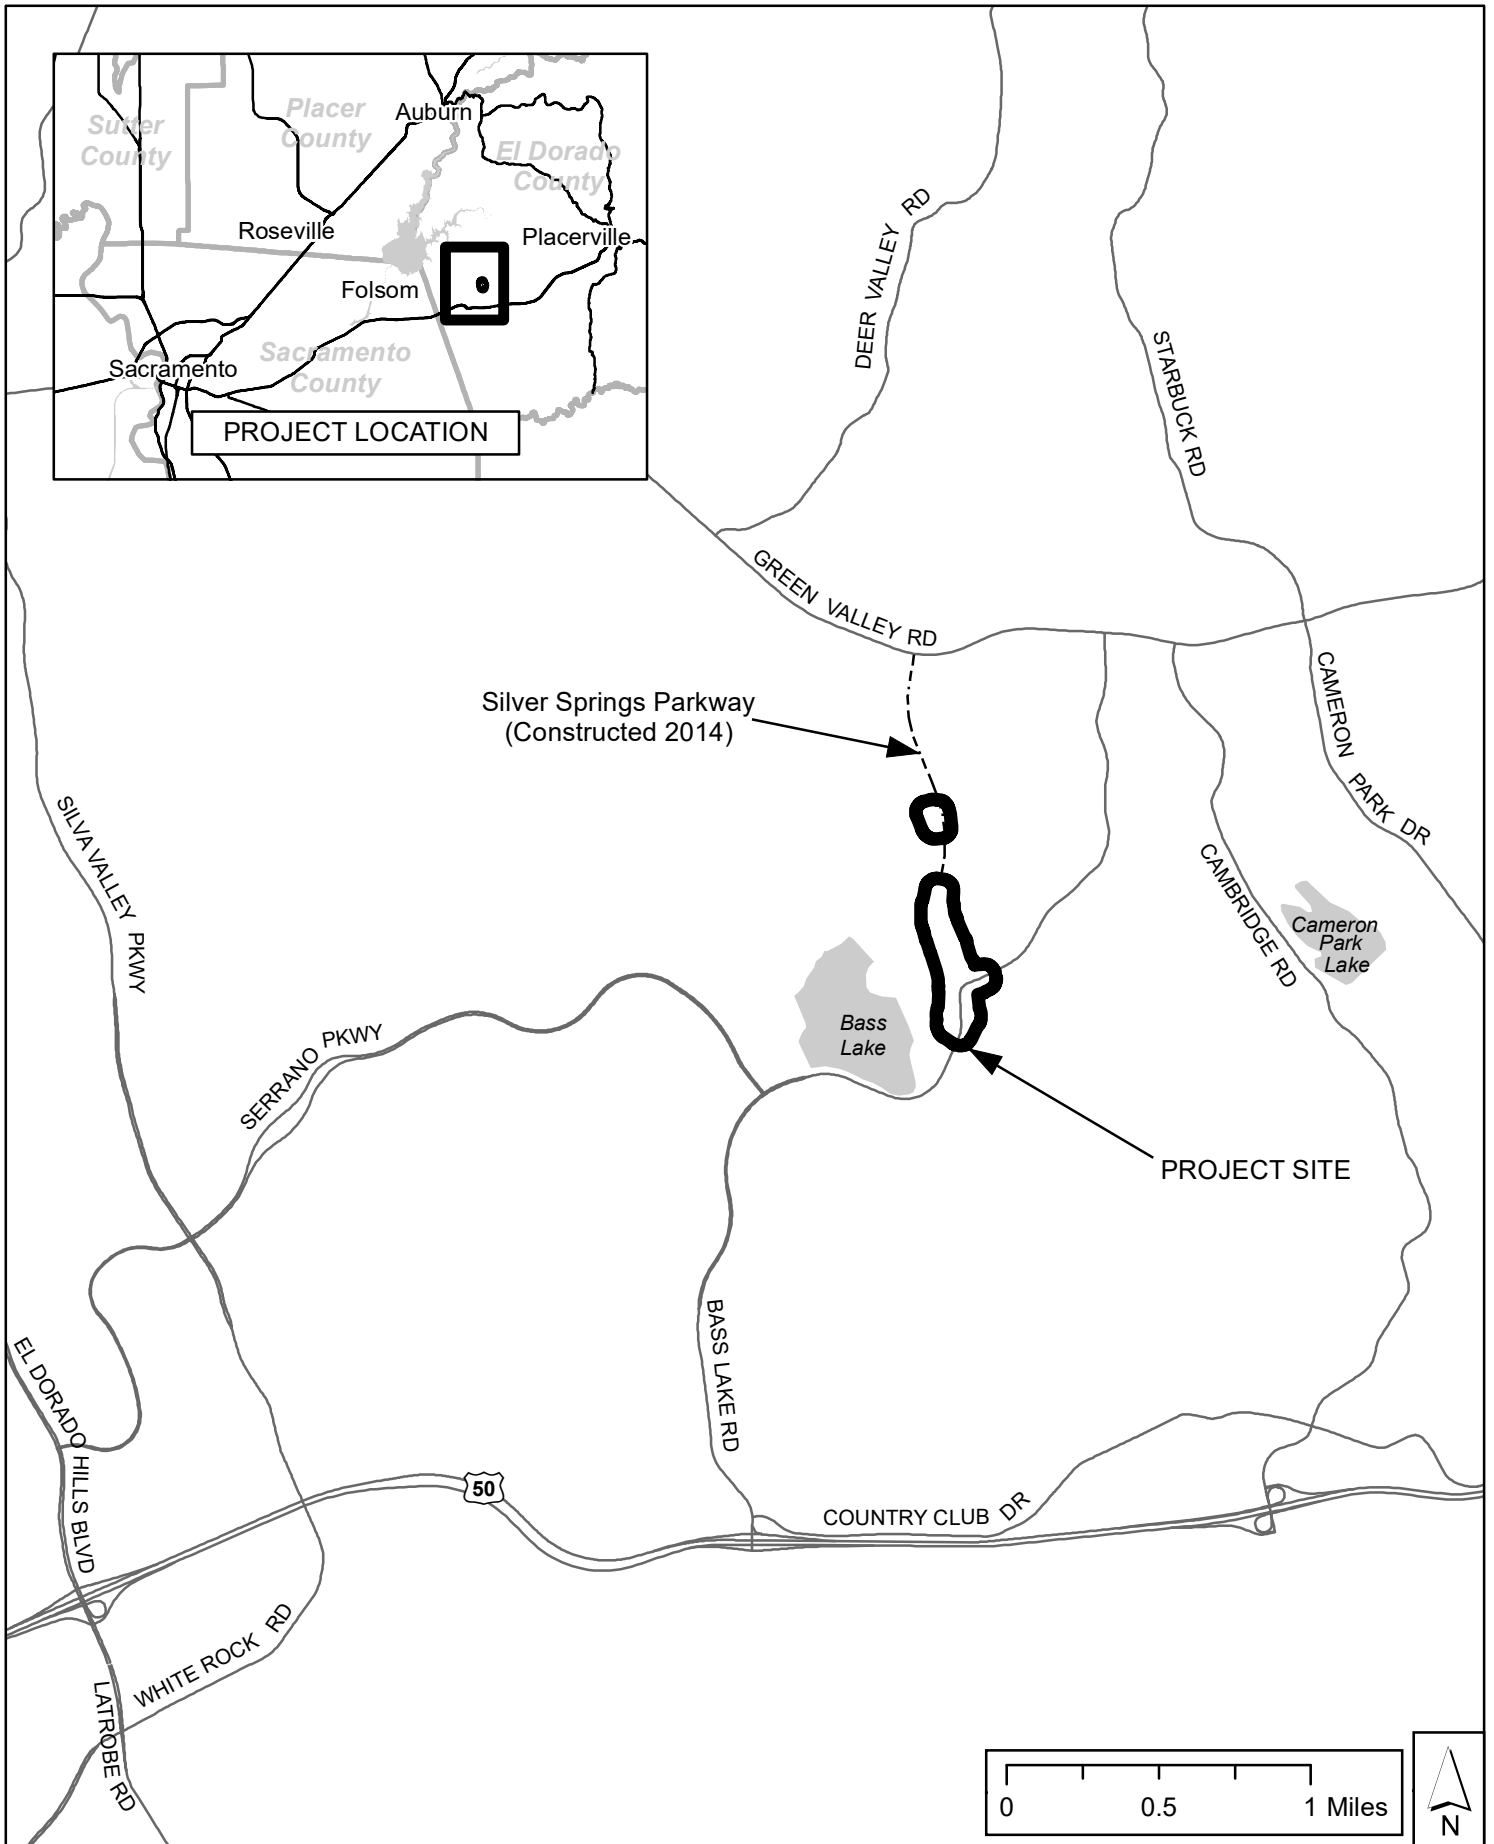 Sutter
County
Placer
County
Auburn
El Dorado
County
Roseville
Placerville
Folsom
Sacramento
County
Sacramento
PROJECT LOCATION
DEER VALLEY RD
STARBUCK RD
GREEN VALLEY RD
CAMERON PARK DR
Silver Springs Parkway
(Constructed 2014)
SILVA VALLEY PKWY
CAMBRIDGE RD
Cameron
Park
Lake
Bass
Lake
SERRANO PKWY
PROJECT SITE
BASS LAKE RD
EL DORADO HILLS BLVD
50
COUNTRY CLUB DR
WHITE ROCK RD
LATROBE RD
0 0.5 1 Miles
N